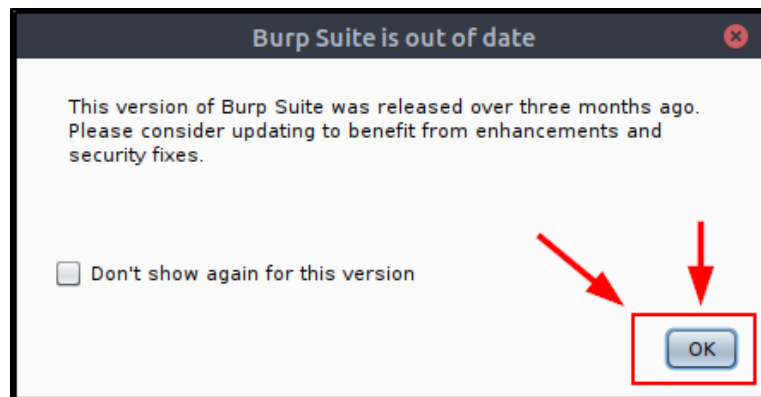 Burp Suite is out of date
This version of Burp Suite was released over three months ago.
Please consider updating to benefit from enhancements and
security fixes.
Don't show again for this version
OK